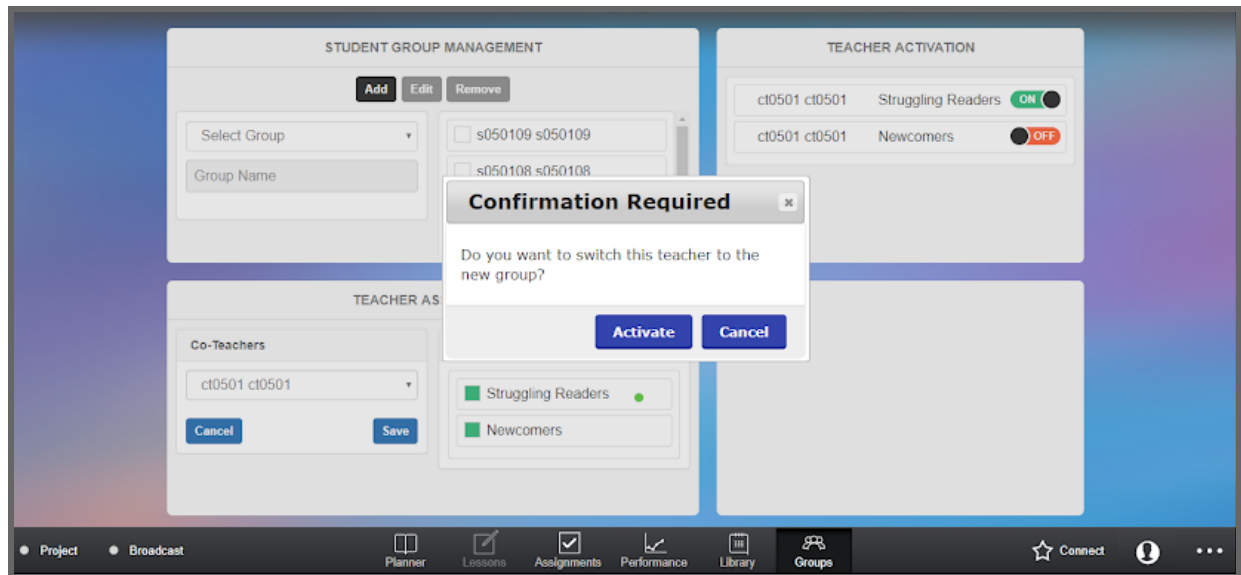 STUDENT GROUP MANAGEMENT
Add Edit Remove
Select Group
Group Name
s050109 s050109
s050108 s050108
TEACHER ACTIVATION
ct0501 ct0501 Struggling Readers ON
ct0501 ct0501 Newcomers OFF
Confirmation Required
Do you want to switch this teacher to the
new group?
Activate Cancel
TEACHER AS
Co-Teachers
ct0501 ct0501
Cancel Save
Struggling Readers
Newcomers
Project Broadcast Planner Lessons Assignments Performance Library Groups Connect